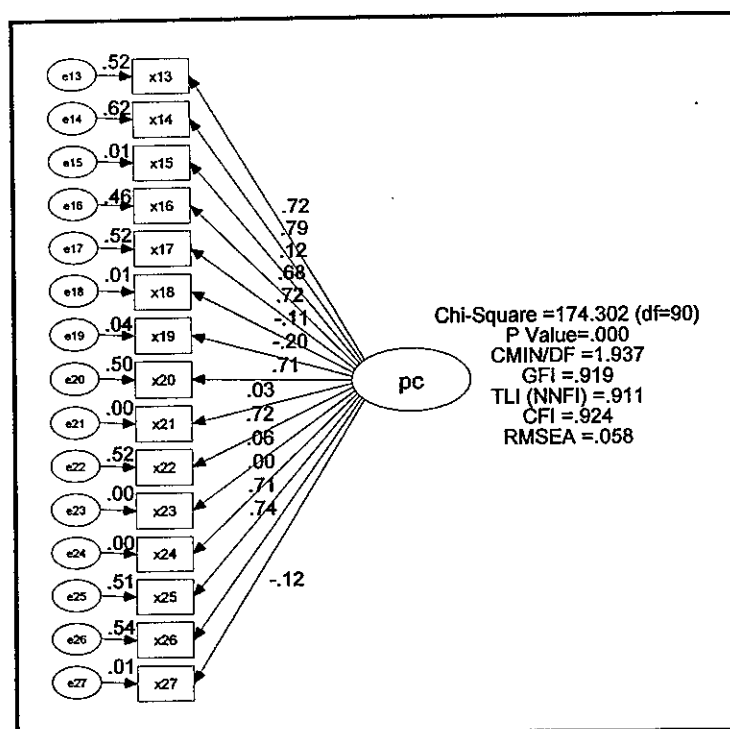 e13 .52 x13
e14 .62 x14
e15 .01 x15
e16 .46 x16
e17 .52 x17
e18 .01 x18
e19 .04 x19
e20 .50 x20
e21 .00 x21
e22 .52 x22
e23 .00 x23
e24 .00 x24
e25 .51 x25
e26 .54 x26
e27 .01 x27
.72
.79
.12
.68
.72
-.11
-.20
.71
.03
.72
.06
.00
.71
.74
-.12
pc
Chi-Square =174.302 (df=90)
P Value=.000
CMIN/DF =1.937
GFI =.919
TLI (NNFI) =.911
CFI =.924
RMSEA =.058